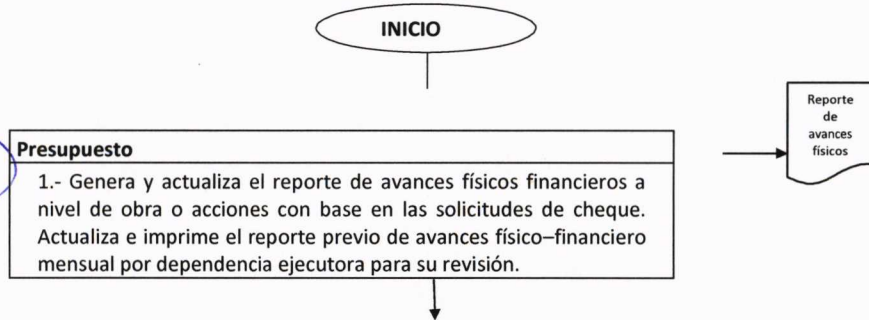 INICIO
Reporte
de
avances
físicos
Presupuesto
1.- Genera y actualiza el reporte de avances físicos financieros a
nivel de obra o acciones con base en las solicitudes de cheque.
Actualiza e imprime el reporte previo de avances físico–financiero
mensual por dependencia ejecutora para su revisión.